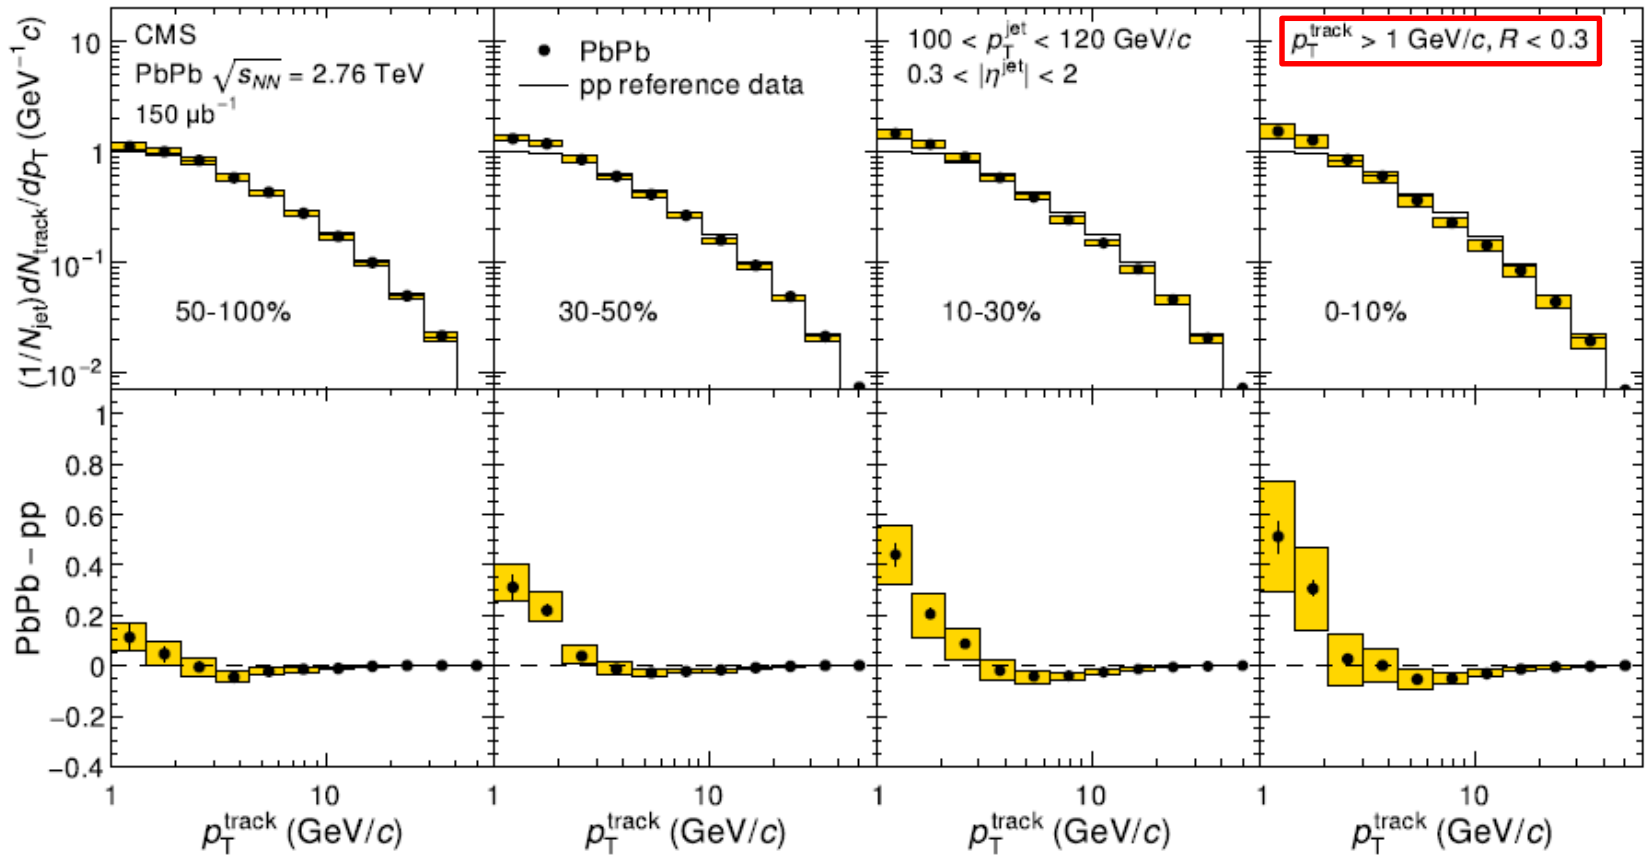 (1/N_jet)dN_track/dp_T (GeV⁻¹c)
10
1
10⁻¹
10⁻²
CMS
PbPb √s_NN = 2.76 TeV
150 μb⁻¹
50-100%
PbPb
pp reference data
30-50%
100 < p_T^jet < 120 GeV/c
0.3 < |η^jet| < 2
10-30%
p_T^track > 1 GeV/c, R < 0.3
0-10%
PbPb − pp
1
0.8
0.6
0.4
0.2
0
−0.2
−0.4
1 10
1 10
1 10
1 10
p_T^track (GeV/c)
p_T^track (GeV/c)
p_T^track (GeV/c)
p_T^track (GeV/c)